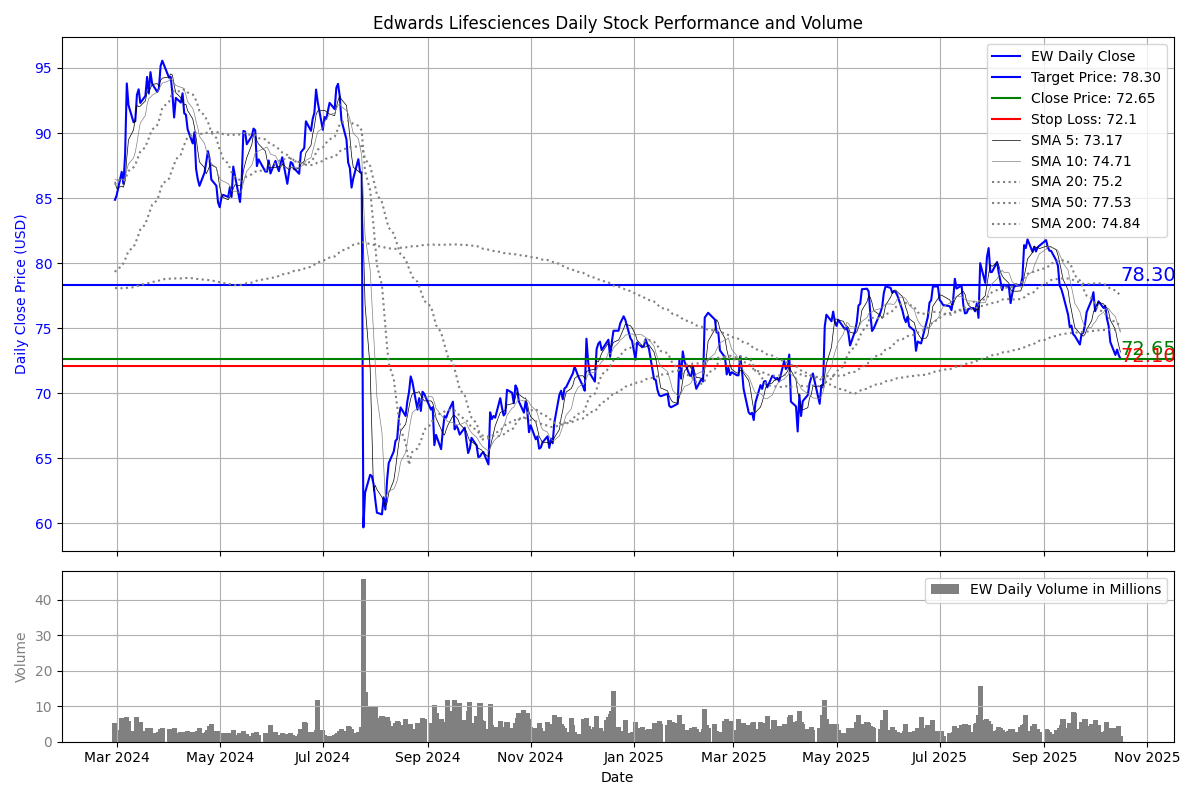 Edwards Lifesciences Daily Stock Performance and Volume
Daily Close Price (USD)
95
90
85
80
75
70
65
60
EW Daily Close
Target Price: 78.30
Close Price: 72.65
Stop Loss: 72.1
SMA 5: 73.17
SMA 10: 74.71
SMA 20: 75.2
SMA 50: 77.53
SMA 200: 74.84
78.30
72.65
72.10
Volume
40
30
20
10
0
EW Daily Volume in Millions
Mar 2024 May 2024 Jul 2024 Sep 2024 Nov 2024 Jan 2025 Mar 2025 May 2025 Jul 2025 Sep 2025 Nov 2025
Date